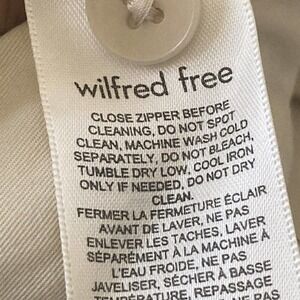 wilfred free
CLOSE ZIPPER BEFORE
CLEANING, DO NOT SPOT
CLEAN, MACHINE WASH COLD
SEPARATELY, DO NOT BLEACH,
TUMBLE DRY LOW, COOL IRON
ONLY IF NEEDED, DO NOT DRY
CLEAN.
FERMER LA FERMETURE ÉCLAIR
AVANT DE LAVER, NE PAS
ENLEVER LES TACHES, LAVER
SÉPARÉMENT À LA MACHINE À
L'EAU FROIDE, NE PAS
JAVELISER, SÉCHER À BASSE
TEMPÉRATURE, REPASSAGE